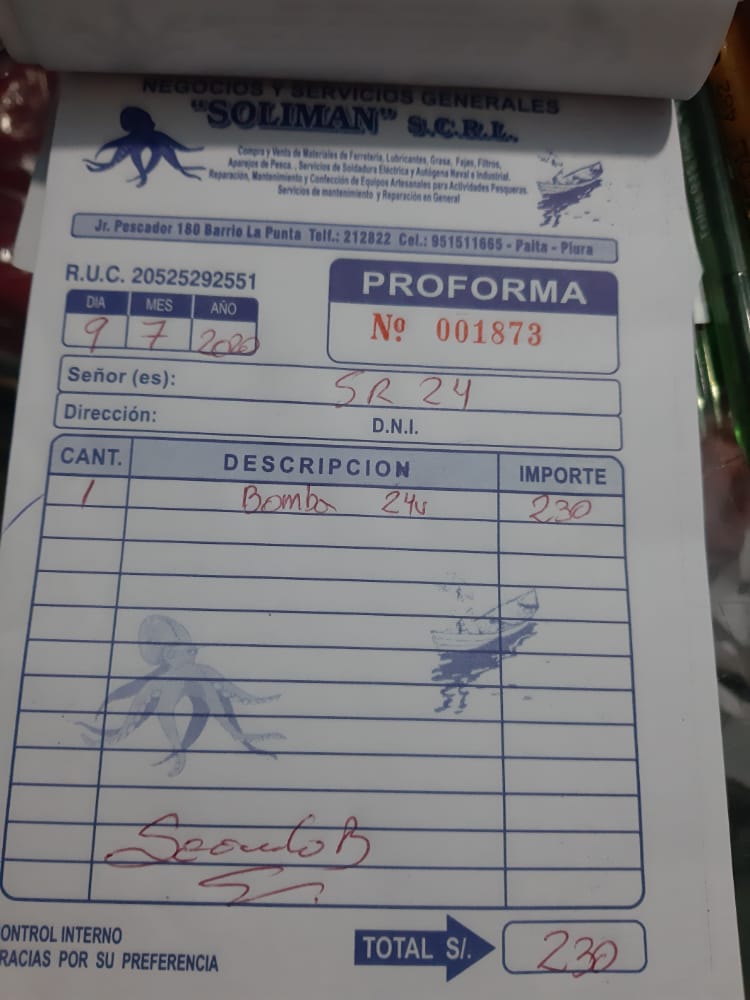 NEGOCIOS Y SERVICIOS GENERALES
"SOLIMAN" S.C.R.L.
Compra y Venta de Materiales de Ferretería, Lubricantes, Grasa, Fajas, Filtros,
Aparejos de Pesca., Servicios de Soldadura Eléctrica y Autógena Naval e Industrial.
Reparación, Mantenimiento y Confección de Equipos Artesanales para Actividades Pesqueras.
Servicios de mantenimiento y Reparación en General
Jr. Pescador 180 Barrio La Punta Telf.: 212822 Cel.: 951511665 - Paita - Piura
R.U.C. 20525292551
DIA MES AÑO
9 7 2020
PROFORMA
Nº 001873
Señor (es): SR 24
Dirección: D.N.I.
CANT. DESCRIPCION IMPORTE
1 Bomba 24v 230
ONTROL INTERNO
RACIAS POR SU PREFERENCIA
TOTAL S/. 230